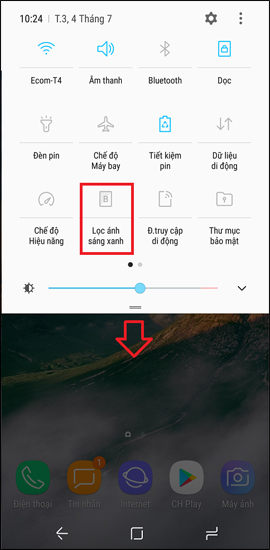 10:24 | T.3, 4 Tháng 7
Ecom-T4 Âm thanh Bluetooth Dọc
Đèn pin Chế độ Tiết kiệm Dữ liệu
Máy bay pin di động
B
Chế độ Lọc ánh Đ.truy cập Thư mục
Hiệu năng sáng xanh di động bảo mật
1
Điện thoại Tin nhắn Internet CH Play Máy ảnh